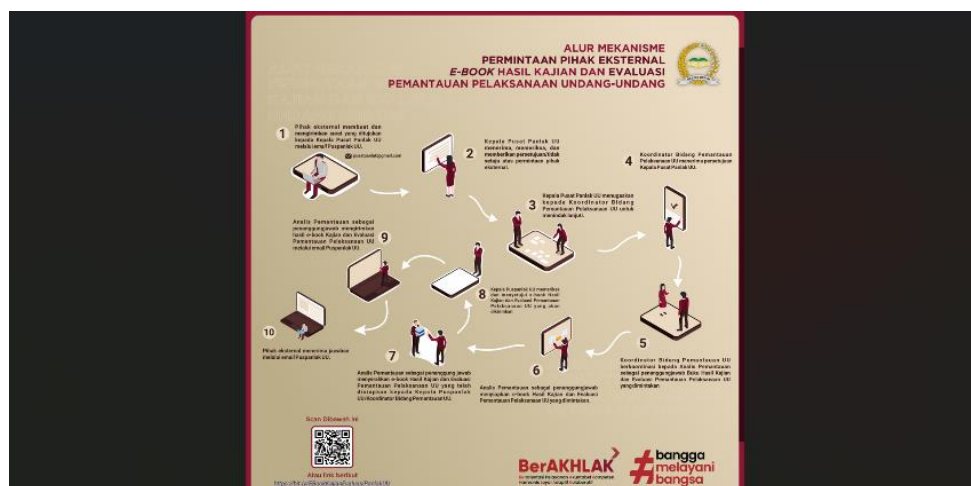 ALUR MEKANISME
PERMINTAAN PIHAK EKSTERNAL
E-BOOK HASIL KAJIAN DAN EVALUASI
PEMANTAUAN PELAKSANAAN UNDANG-UNDANG
1
Pihak eksternal membuat dan
mengirimkan surat yang ditujukan
kepada Kepala Pusat Panlak UU
melalui email Puspanlak UU.
2
Kepala Pusat Panlak UU
menerima, memeriksa, dan
memberikan persetujuan/tidak
setuju atas permintaan pihak
eksternal.
3
Kepala Pusat Panlak UU menugaskan
kepada Koordinator Bidang
Pemantauan Pelaksanaan UU untuk
menindak lanjuti.
4
Koordinator Bidang Pemantauan
Pelaksanaan UU menerima persetujuan
Kepala Pusat Panlak UU.
5
Koordinator Bidang Pemantauan UU
berkoordinasi kepada Analis Pemantauan
sebagai penanggungjawab Buku Hasil Kajian
dan Evaluasi Pemantauan Pelaksanaan UU
yang dimintakan
6
Analis Pemantauan sebagai penanggungjawab
menyiapkan e-book Hasil Kajian dan Evaluasi
Pemantauan Pelaksanaan UU yang dimintakan.
7
Analis Pemantauan sebagai penanggung jawab
menyerahkan e-book Hasil Kajian dan Evaluasi
Pemantauan Pelaksanaan UU yang telah
disiapkan kepada Kepala Puspanlak
UU/Koordinator Bidang Pemantauan UU.
8
Kepala Puspanlak UU memeriksa
dan menyetujui e-book Hasil
Kajian dan Evaluasi Pemantauan
Pelaksanaan UU yang akan
dikirimkan.
9
Analis Pemantauan sebagai
penanggungjawab mengirimkan
hasil e-book Kajian dan Evaluasi
Pemantauan Pelaksanaan UU
melalui email Puspanlak UU.
10
Pihak eksternal menerima jawaban
melalui email Puspanlak UU.
Scan Dibawah ini
Atau link berikut
BerAKHLAK
#bangga
melayani
bangsa